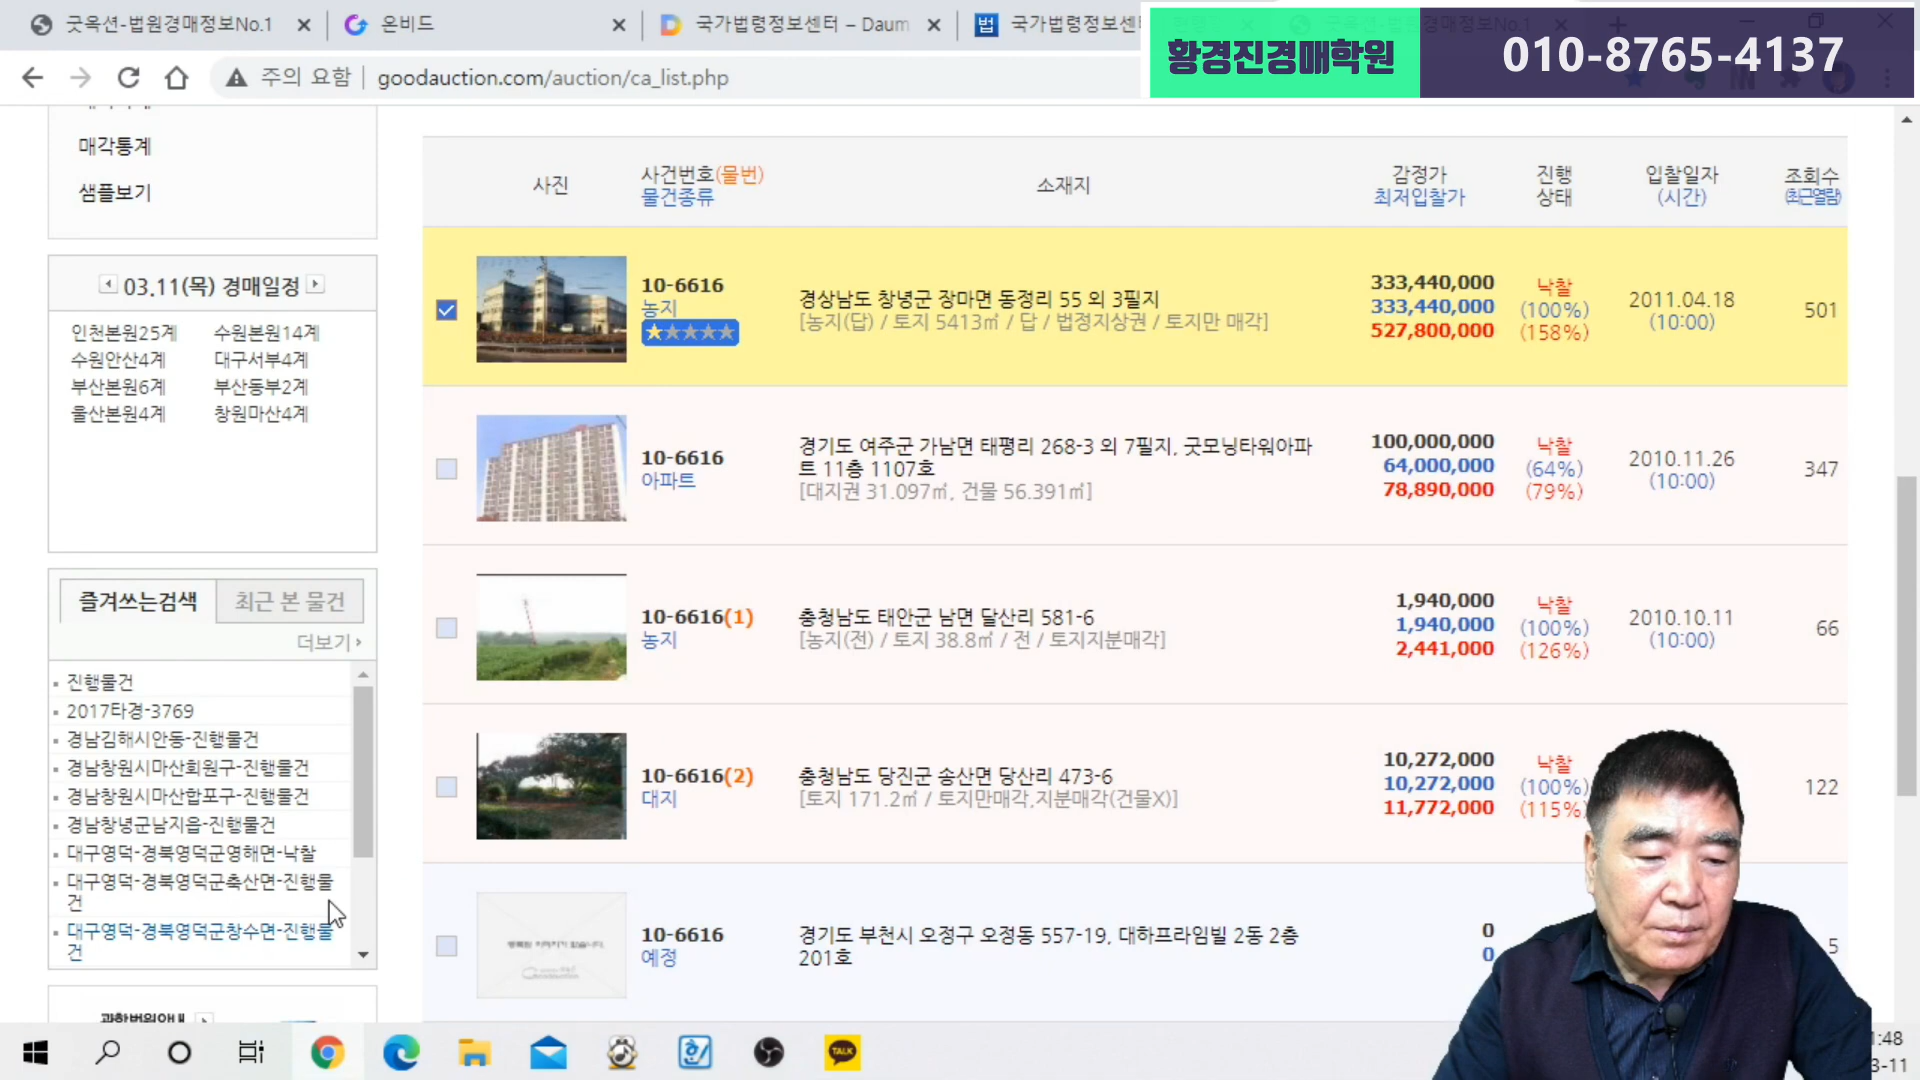 굿옥션-법원경매정보No.1
온비드
국가법령정보센터 – Daum
국가법령정보센
황경진경매학원
010-8765-4137
주의 요함
goodauction.com/auction/ca_list.php
매각통계
샘플보기
03.11(목) 경매일정
인천본원25계 수원본원14계
수원안산4계 대구서부4계
부산본원6계 부산동부2계
울산본원4계 창원마산4계
즐겨쓰는검색 최근 본 물건
더보기
진행물건
2017타경-3769
경남김해시안동-진행물건
경남창원시마산회원구-진행물건
경남창원시마산합포구-진행물건
경남창녕군남지읍-진행물건
대구영덕-경북영덕군영해면-낙찰
대구영덕-경북영덕군축산면-진행물
건
대구영덕-경북영덕군창수면-진행물
건
관할법원안내
사진 사건번호(물번) 소재지 감정가 진행 입찰일자 조회수
물건종류 최저입찰가 상태 (시간) (최근열람)
10-6616
농지
경상남도 창녕군 장마면 동정리 55 외 3필지
[농지(답) / 토지 5413㎡ / 답 / 법정지상권 / 토지만 매각]
333,440,000
333,440,000
527,800,000
낙찰
(100%)
(158%)
2011.04.18
(10:00)
501
10-6616
아파트
경기도 여주군 가남면 태평리 268-3 외 7필지, 굿모닝타워아파
트 11층 1107호
[대지권 31.097㎡, 건물 56.391㎡]
100,000,000
64,000,000
78,890,000
낙찰
(64%)
(79%)
2010.11.26
(10:00)
347
10-6616(1)
농지
충청남도 태안군 남면 달산리 581-6
[농지(전) / 토지 38.8㎡ / 전 / 토지지분매각]
1,940,000
1,940,000
2,441,000
낙찰
(100%)
(126%)
2010.10.11
(10:00)
66
10-6616(2)
대지
충청남도 당진군 송산면 당산리 473-6
[토지 171.2㎡ / 토지만매각,지분매각(건물X)]
10,272,000
10,272,000
11,772,000
낙찰
(100%)
(115%)
122
10-6616
예정
경기도 부천시 오정구 오정동 557-19, 대하프라임빌 2동 2층
201호
0
0
5
TALK
:48
3-11